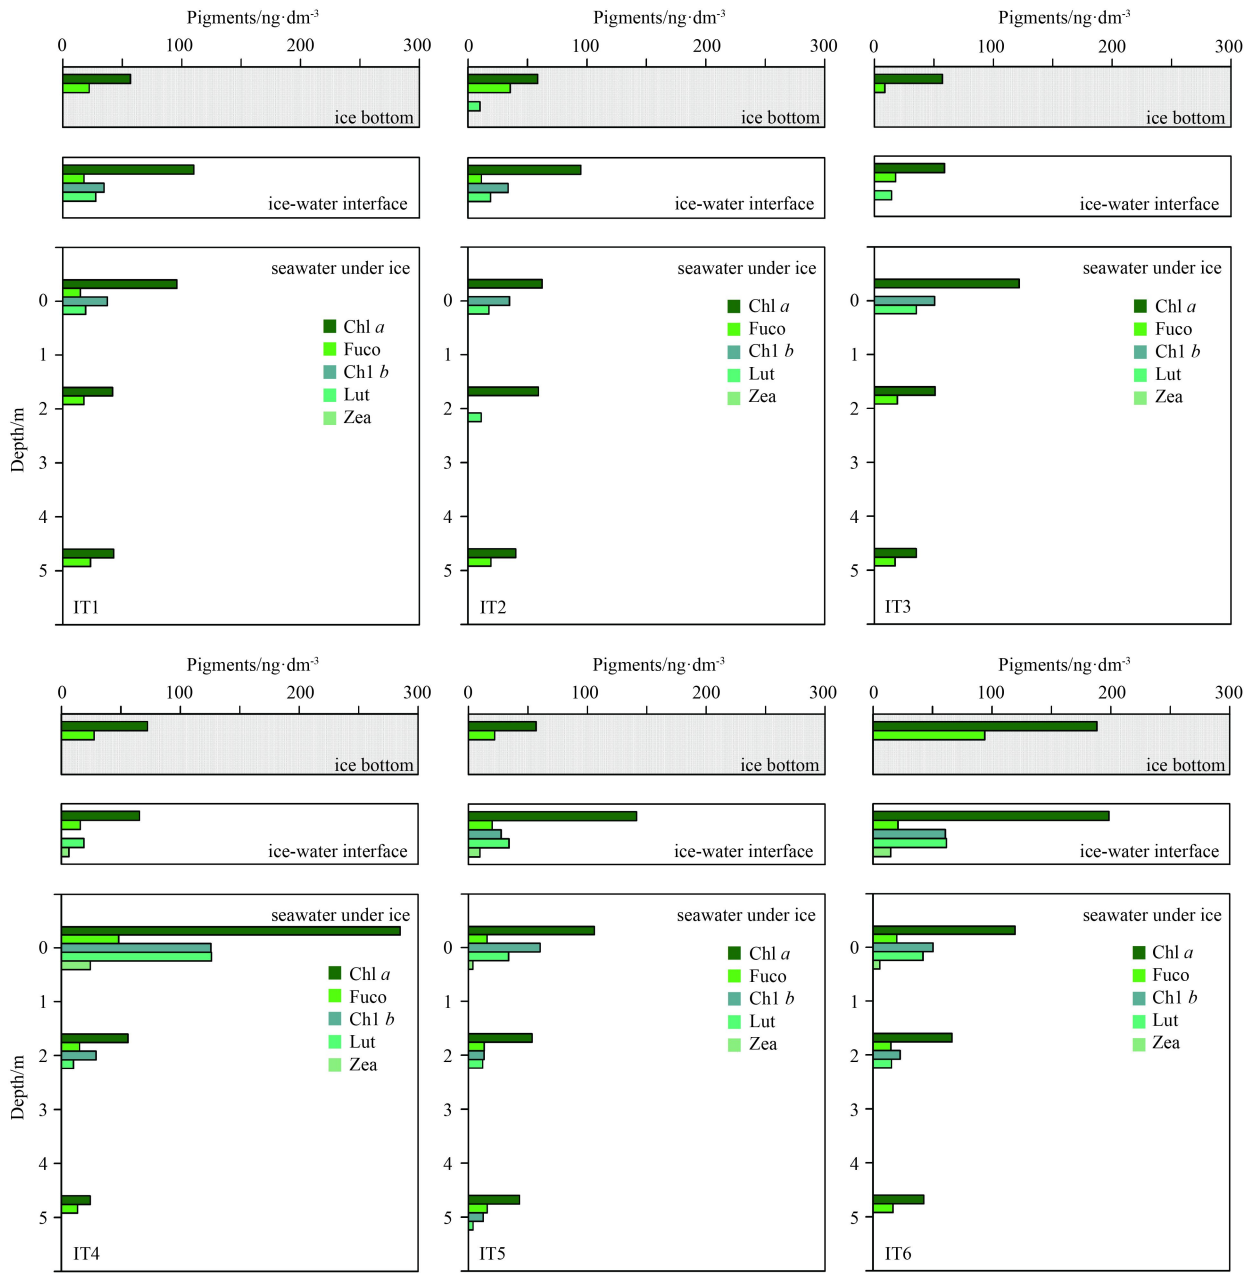 Pigments/ng·dm-3
0 100 200 300
ice bottom
ice-water interface
seawater under ice
Depth/m
0
1
2
3
4
5
Chl a
Fuco
Ch1 b
Lut
Zea
IT1
Pigments/ng·dm-3
0 100 200 300
ice bottom
ice-water interface
seawater under ice
0
1
2
3
4
5
Chl a
Fuco
Ch1 b
Lut
Zea
IT2
Pigments/ng·dm-3
0 100 200 300
ice bottom
ice-water interface
seawater under ice
0
1
2
3
4
5
Chl a
Fuco
Ch1 b
Lut
Zea
IT3
Pigments/ng·dm-3
0 100 200 300
ice bottom
ice-water interface
seawater under ice
Depth/m
0
1
2
3
4
5
Chl a
Fuco
Ch1 b
Lut
Zea
IT4
Pigments/ng·dm-3
0 100 200 300
ice bottom
ice-water interface
seawater under ice
0
1
2
3
4
5
Chl a
Fuco
Ch1 b
Lut
Zea
IT5
Pigments/ng·dm-3
0 100 200 300
ice bottom
ice-water interface
seawater under ice
0
1
2
3
4
5
Chl a
Fuco
Ch1 b
Lut
Zea
IT6